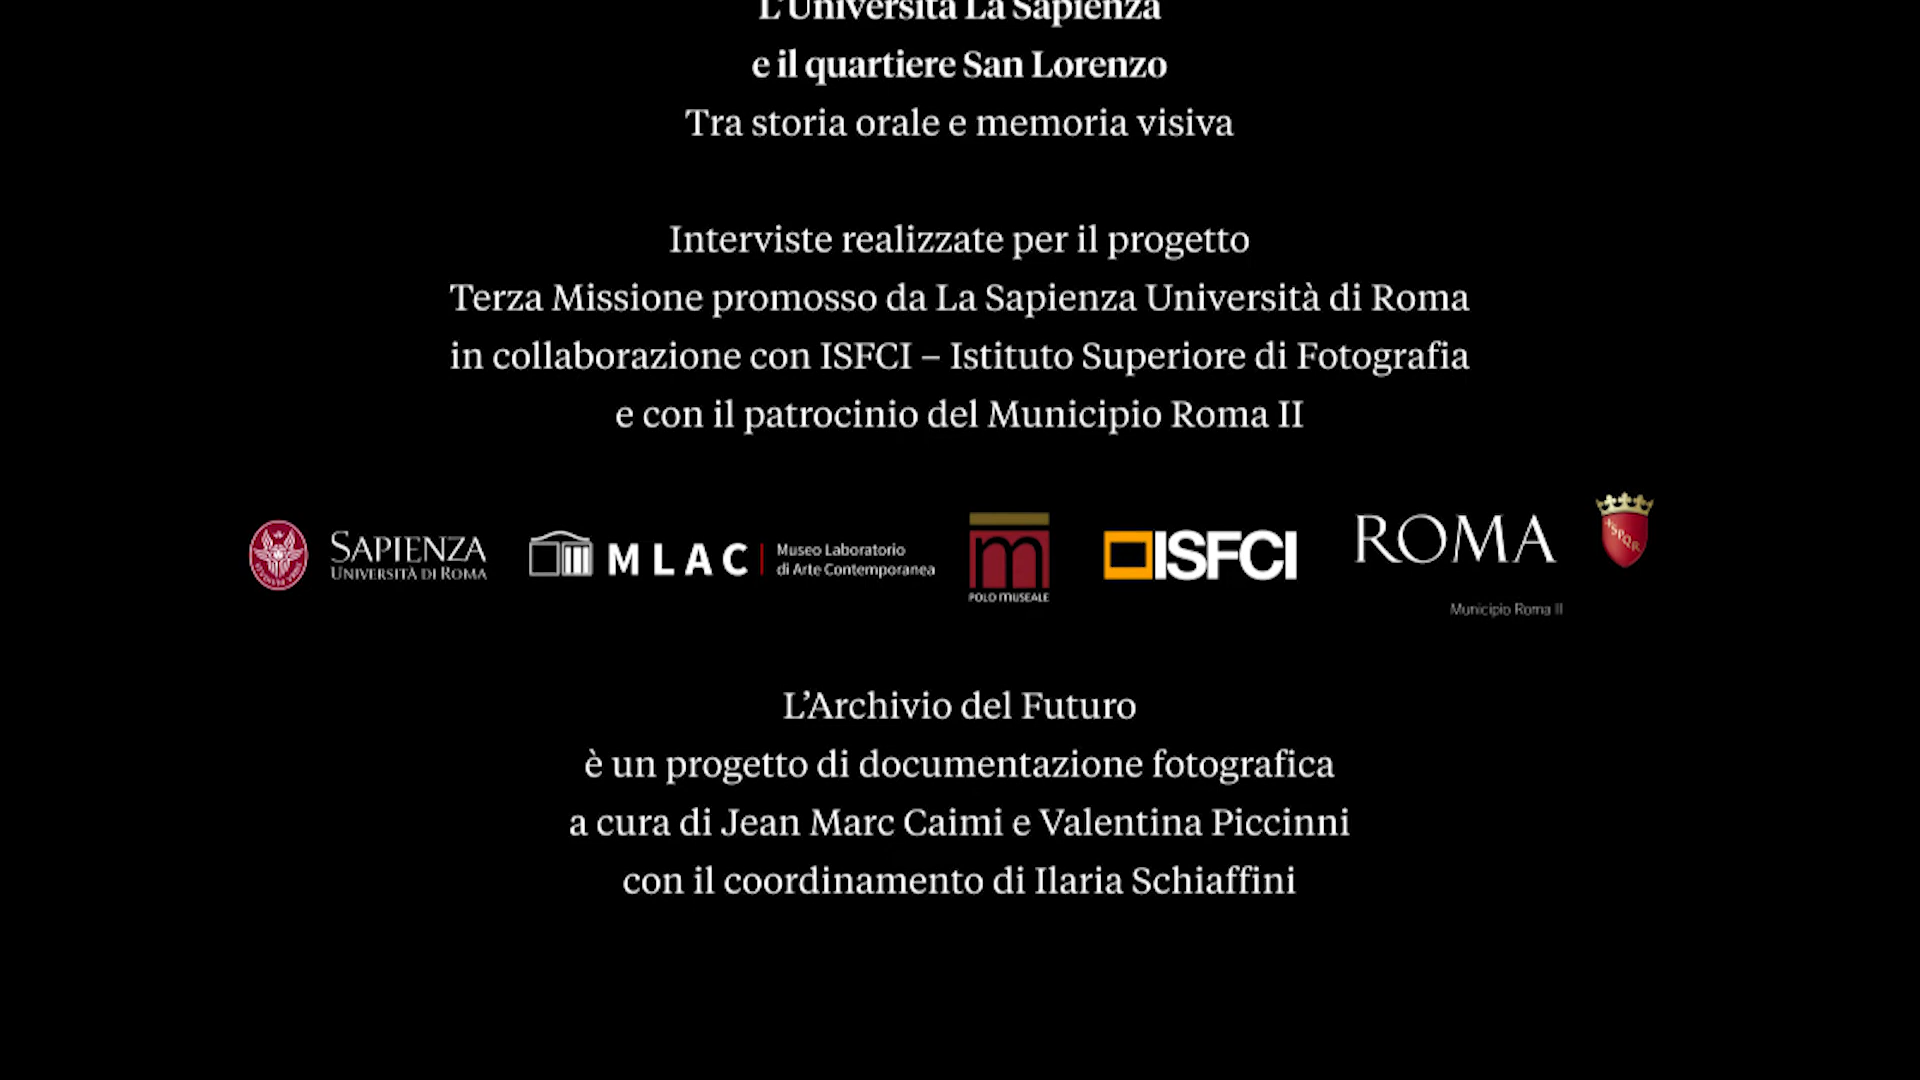 L'Università La Sapienza
e il quartiere San Lorenzo
Tra storia orale e memoria visiva
Interviste realizzate per il progetto
Terza Missione promosso da La Sapienza Università di Roma
in collaborazione con ISFCI – Istituto Superiore di Fotografia
e con il patrocinio del Municipio Roma II
SAPIENZA
UNIVERSITÀ DI ROMA
MLAC
Museo Laboratorio
di Arte Contemporanea
m
POLO MUSEALE
ISFCI
ROMA
SPQR
Municipio Roma II
L’Archivio del Futuro
è un progetto di documentazione fotografica
a cura di Jean Marc Caimi e Valentina Piccinni
con il coordinamento di Ilaria Schiaffini